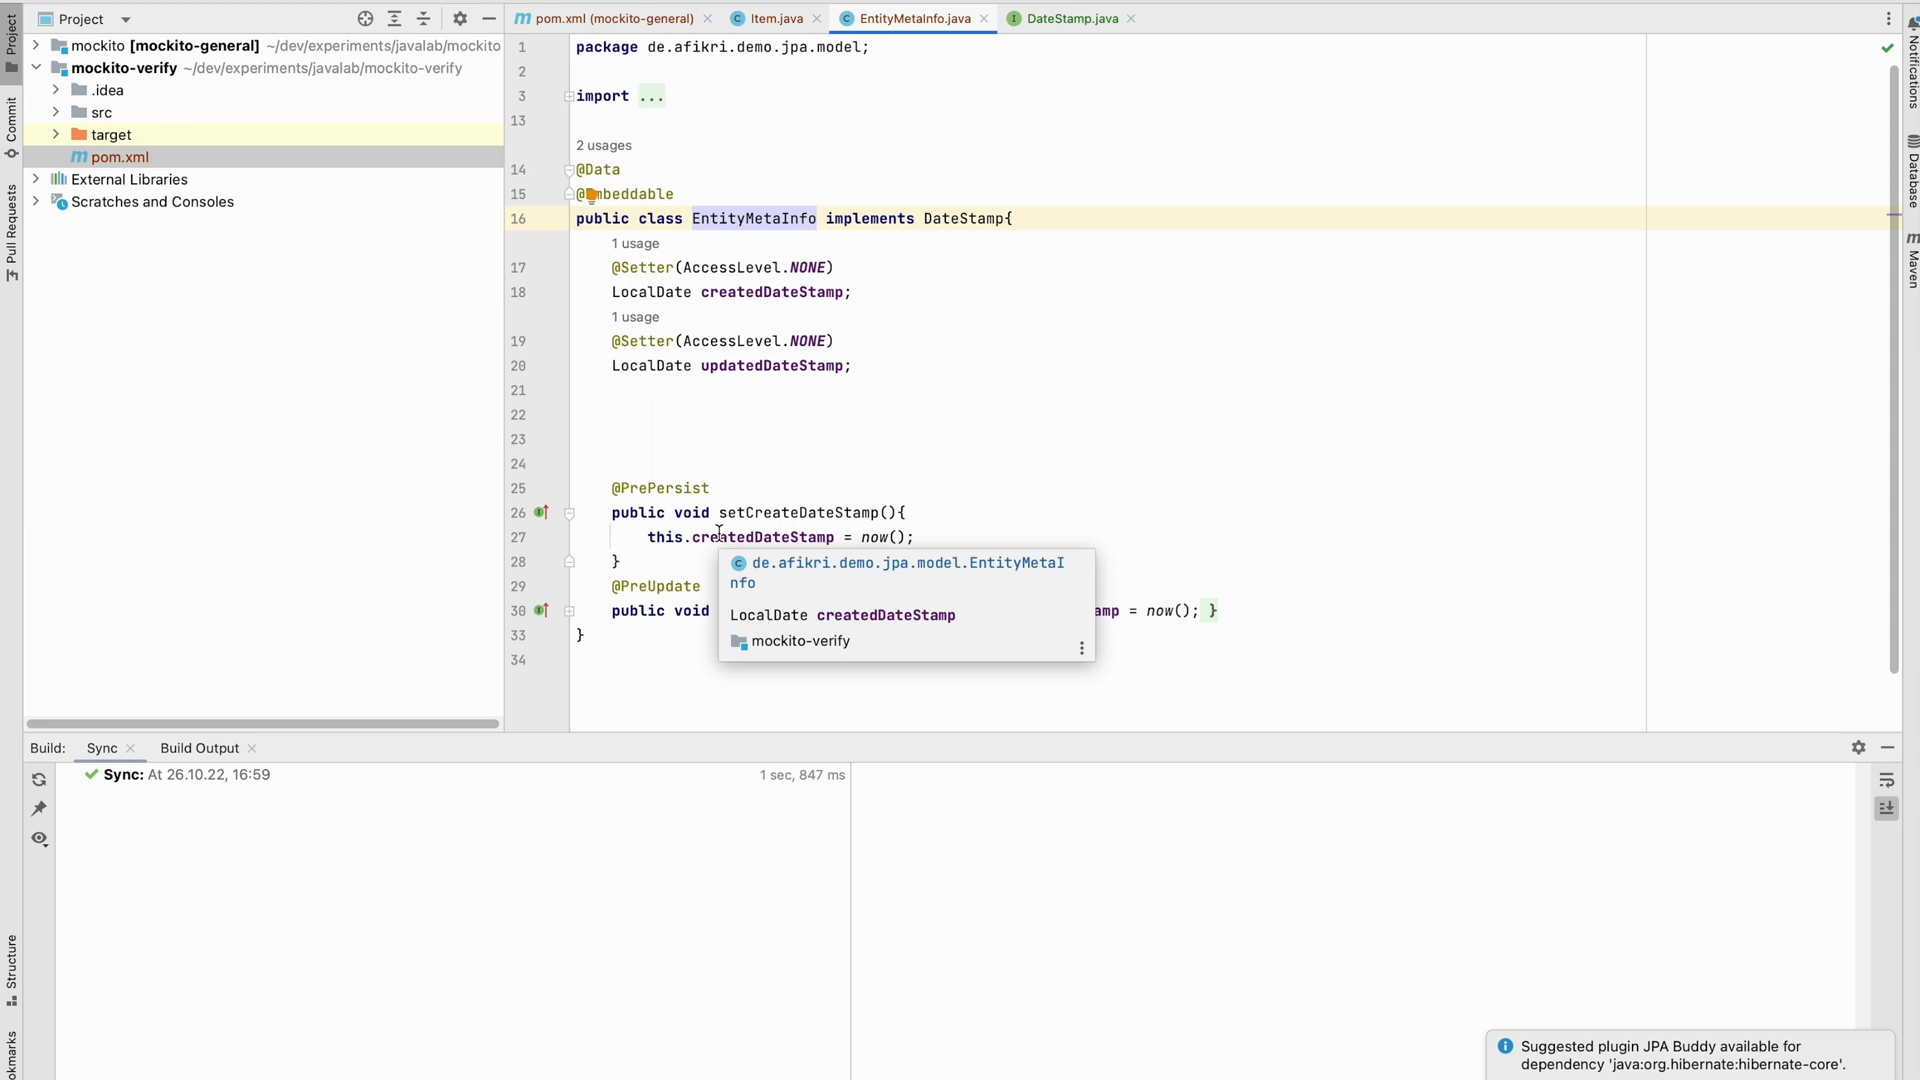 Project
pom.xml (mockito-general)
Item.java
EntityMetaInfo.java
DateStamp.java
mockito [mockito-general] ~/dev/experiments/javalab/mockito
mockito-verify ~/dev/experiments/javalab/mockito-verify
.idea
src
target
pom.xml
External Libraries
Scratches and Consoles
Project
Commit
Pull Requests
Structure
okmarks
1 package de.afikri.demo.jpa.model;
2
3 import ...
13
2 usages
14 @Data
15 @mbeddable
16 public class EntityMetaInfo implements DateStamp{
1 usage
17 @Setter(AccessLevel.NONE)
18 LocalDate createdDateStamp;
1 usage
19 @Setter(AccessLevel.NONE)
20 LocalDate updatedDateStamp;
21
22
23
24
25 @PrePersist
26 public void setCreateDateStamp(){
27 this.createdDateStamp = now();
28 }
29 @PreUpdate
30 public void amp = now(); }
33 }
34
de.afikri.demo.jpa.model.EntityMetaI
nfo
LocalDate createdDateStamp
mockito-verify
Notifications
Database
Maven
Build: Sync Build Output
Sync: At 26.10.22, 16:59 1 sec, 847 ms
Suggested plugin JPA Buddy available for
dependency 'java:org.hibernate:hibernate-core'.